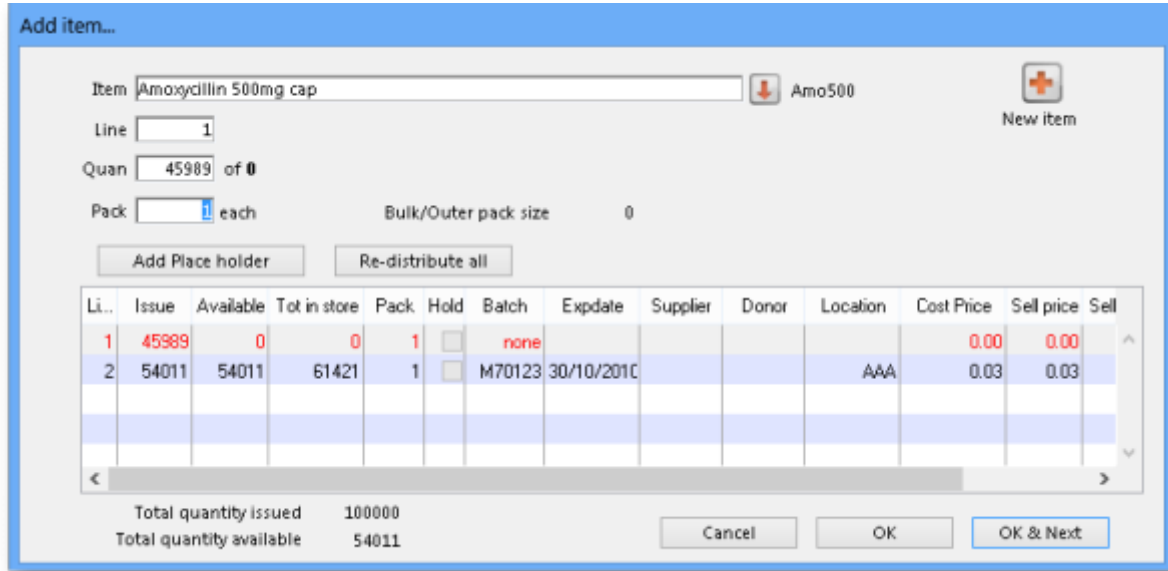 Add item...
Item Amoxycillin 500mg cap Amo500
New item
Line 1
Quan 45989 of 0
Pack 1 each Bulk/Outer pack size 0
Add Place holder Re-distribute all
Li... Issue Available Tot in store Pack Hold Batch Expdate Supplier Donor Location Cost Price Sell price Sell
1 45989 0 0 1 none 0.00 0.00
2 54011 54011 61421 1 M70123 30/10/2010 AAA 0.03 0.03
Total quantity issued 100000
Total quantity available 54011
Cancel OK OK & Next